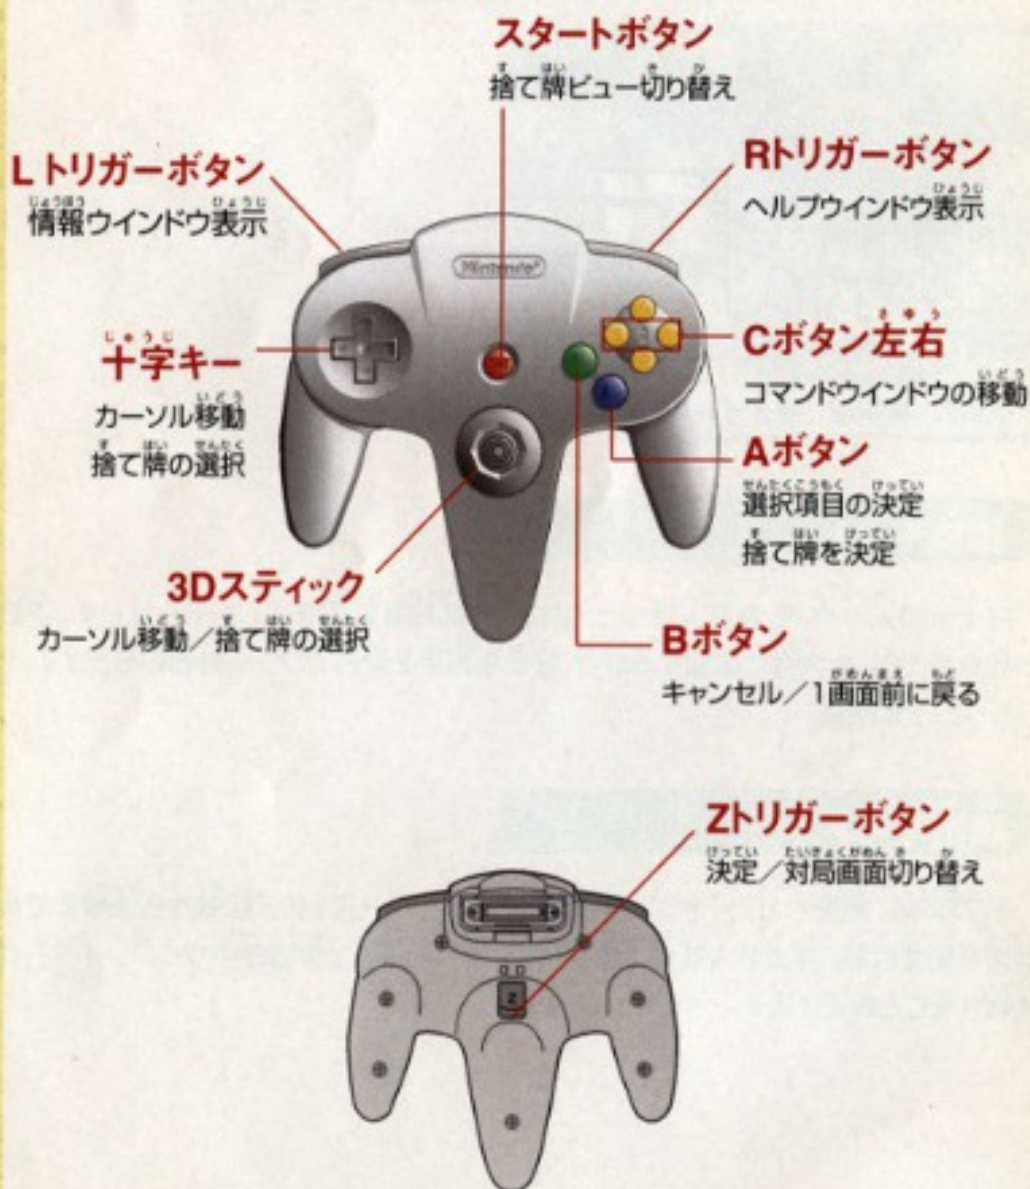 スタートボタン
捨て牌ビュー切り替え
Lトリガーボタン
情報ウインドウ表示
Rトリガーボタン
ヘルプウインドウ表示
Nintendo
十字キー
カーソル移動
捨て牌の選択
Cボタン左右
コマンドウインドウの移動
Aボタン
選択項目の決定
捨て牌を決定
3Dスティック
カーソル移動／捨て牌の選択
Bボタン
キャンセル／1画面前に戻る
Zトリガーボタン
決定／対局画面切り替え
Z